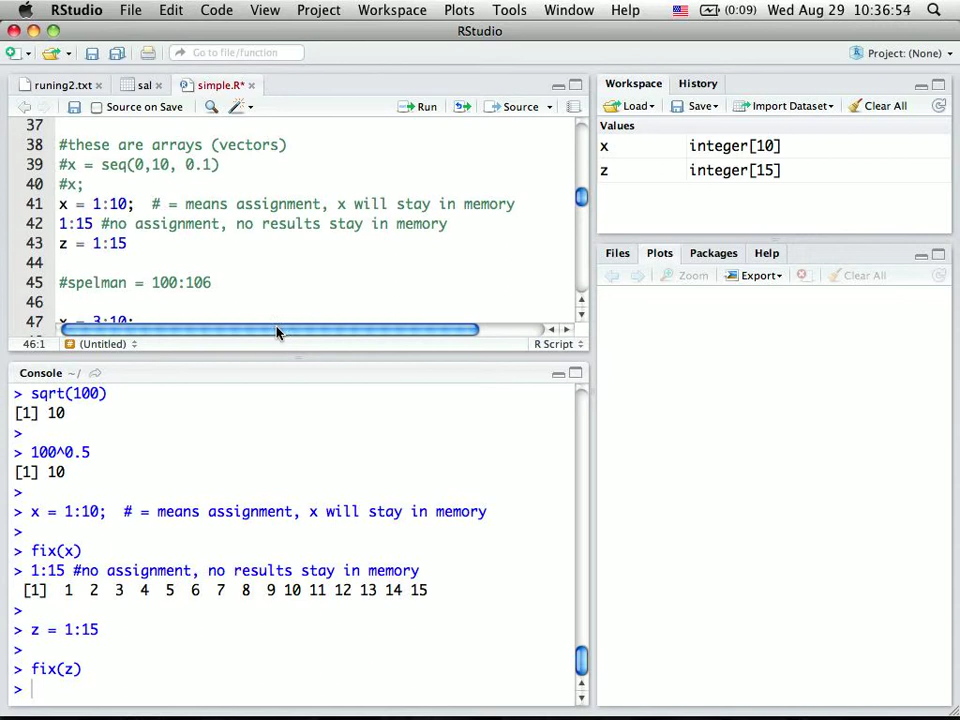 RStudio File Edit Code View Project Workspace Plots Tools Window Help (0:09) Wed Aug 29 10:36:54
RStudio
Go to file/function Project: (None)
runing2.txt sal simple.R*
Source on Save Run Source
37
38 #these are arrays (vectors)
39 #x = seq(0,10, 0.1)
40 #x;
41 x = 1:10;  # = means assignment, x will stay in memory
42 1:15 #no assignment, no results stay in memory
43 z = 1:15
44
45 #spelman = 100:106
46
47 x = 3:10;
46:1 (Untitled) R Script
Console ~/
> sqrt(100)
[1] 10
>
> 100^0.5
[1] 10
>
> x = 1:10;  # = means assignment, x will stay in memory
>
> fix(x)
> 1:15 #no assignment, no results stay in memory
[1] 1 2 3 4 5 6 7 8 9 10 11 12 13 14 15
>
> z = 1:15
>
> fix(z)
>
Workspace History
Load Save Import Dataset Clear All
Values
x integer[10]
z integer[15]
Files Plots Packages Help
Zoom Export Clear All